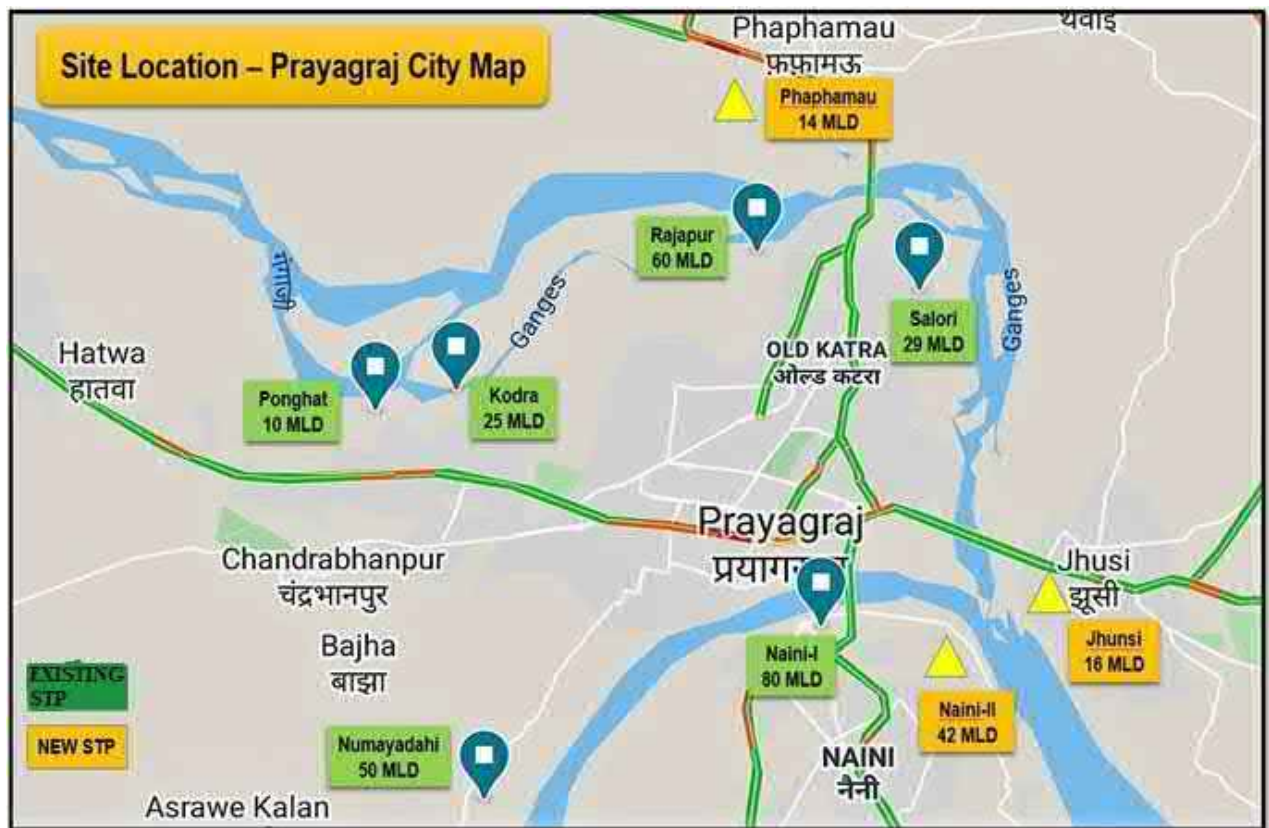 Site Location – Prayagraj City Map
Phaphamau
फ़फ़ामऊ
थवाई
Phaphamau
14 MLD
Rajapur
60 MLD
गंगाजी
Ganges
Salori
29 MLD
Ganges
Hatwa
हातवा
OLD KATRA
ओल्ड कटरा
Ponghat
10 MLD
Kodra
25 MLD
Prayagraj
Chandrabhanpur
चंद्रभानपुर
Jhusi
झूसी
Bajha
बाझा
Naini-I
80 MLD
Jhunsi
16 MLD
EXISTING
STP
NEW STP
Numayadahi
50 MLD
Naini-II
42 MLD
NAINI
नैनी
Asrawe Kalan